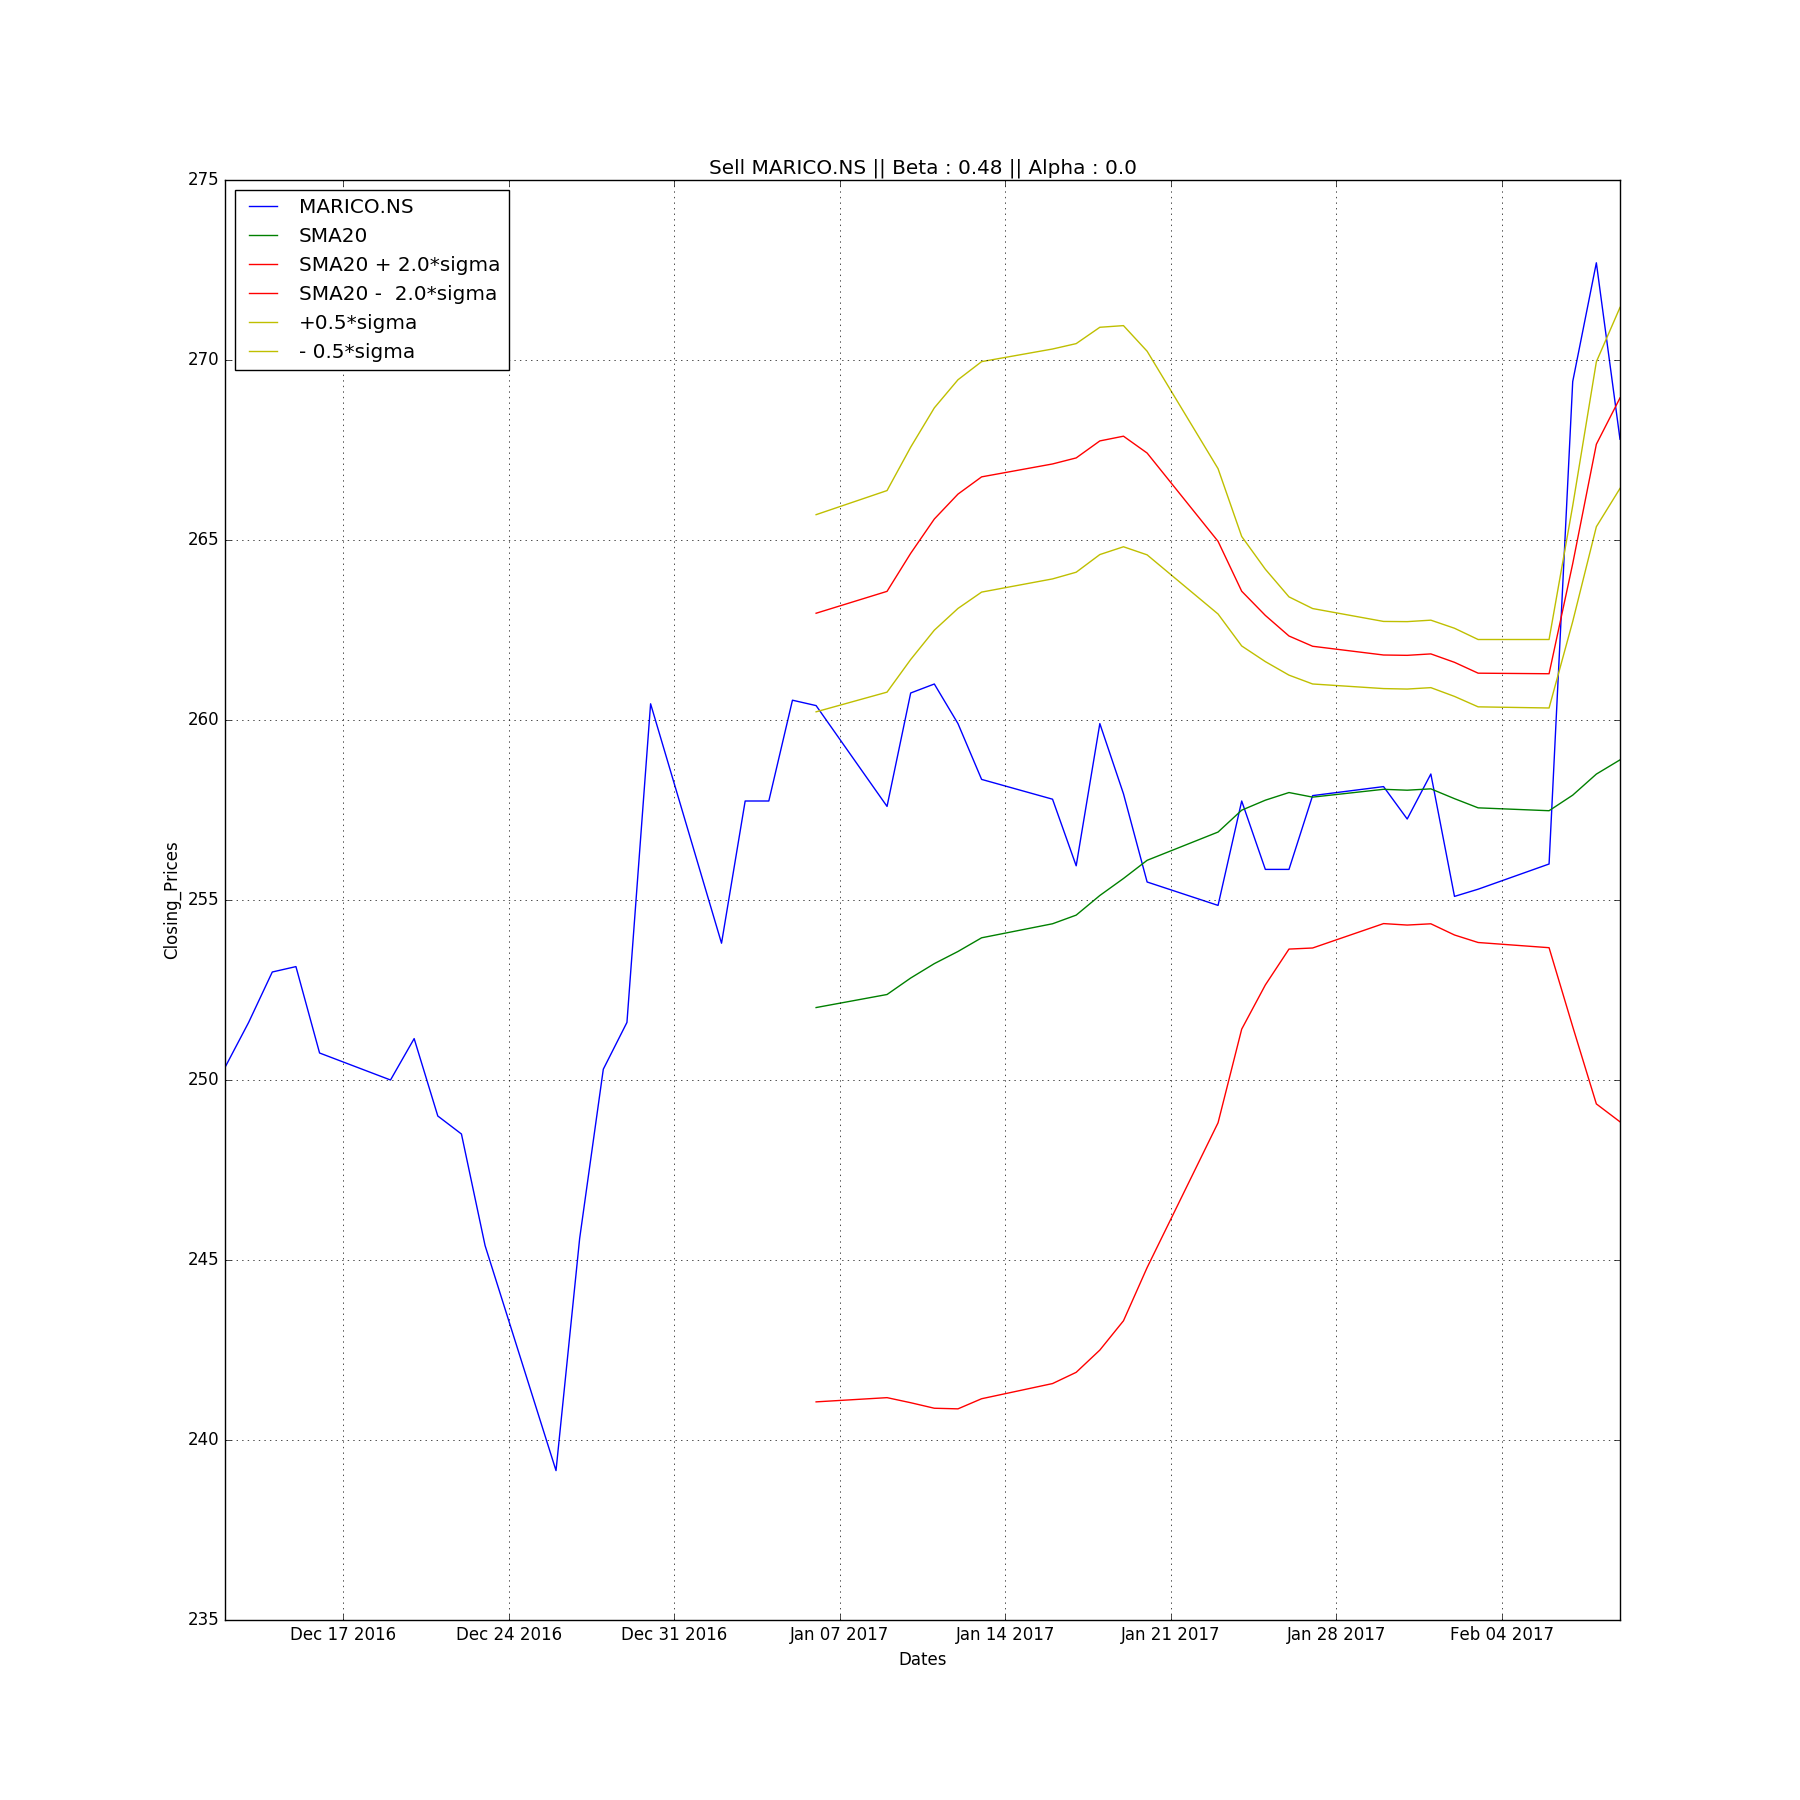 Sell MARICO.NS || Beta : 0.48 || Alpha : 0.0
275
MARICO.NS
SMA20
SMA20 + 2.0*sigma
SMA20 -  2.0*sigma
+0.5*sigma
- 0.5*sigma
270
265
260
255
250
245
240
235
Closing_Prices
Dec 17 2016
Dec 24 2016
Dec 31 2016
Jan 07 2017
Jan 14 2017
Jan 21 2017
Jan 28 2017
Feb 04 2017
Dates